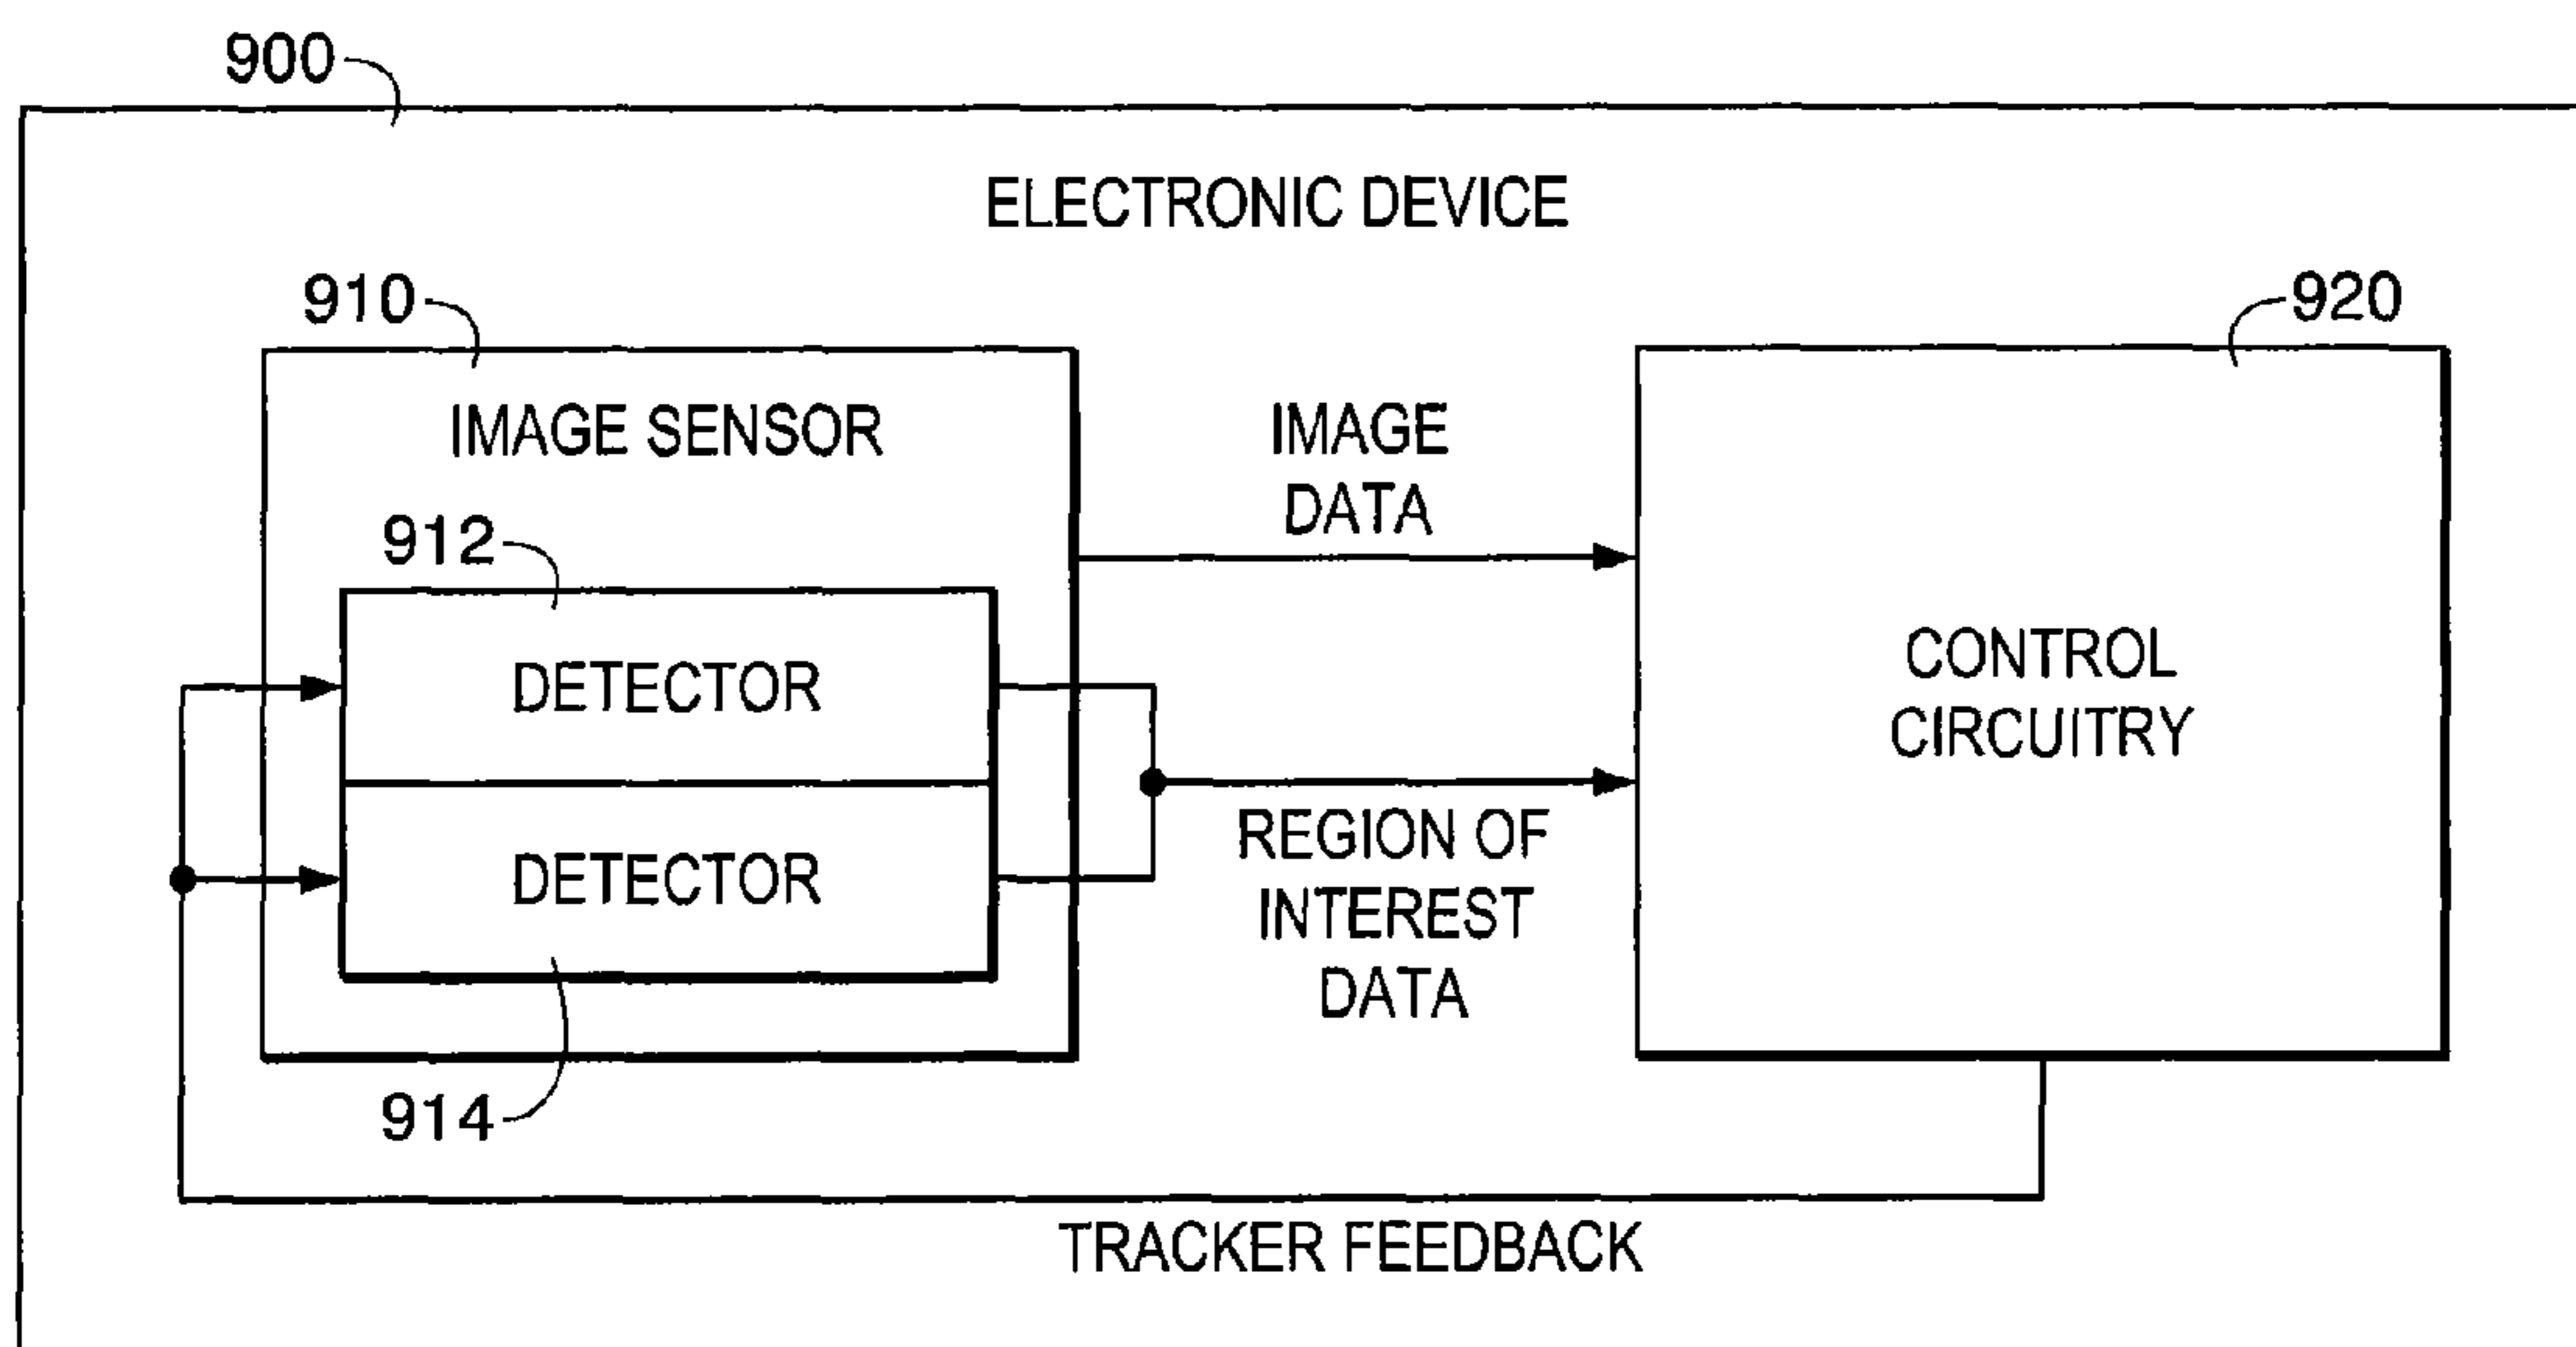 900
ELECTRONIC DEVICE
910
920
IMAGE SENSOR
IMAGE
DATA
912
DETECTOR
CONTROL
CIRCUITRY
DETECTOR
REGION OF
INTEREST
DATA
914
TRACKER FEEDBACK